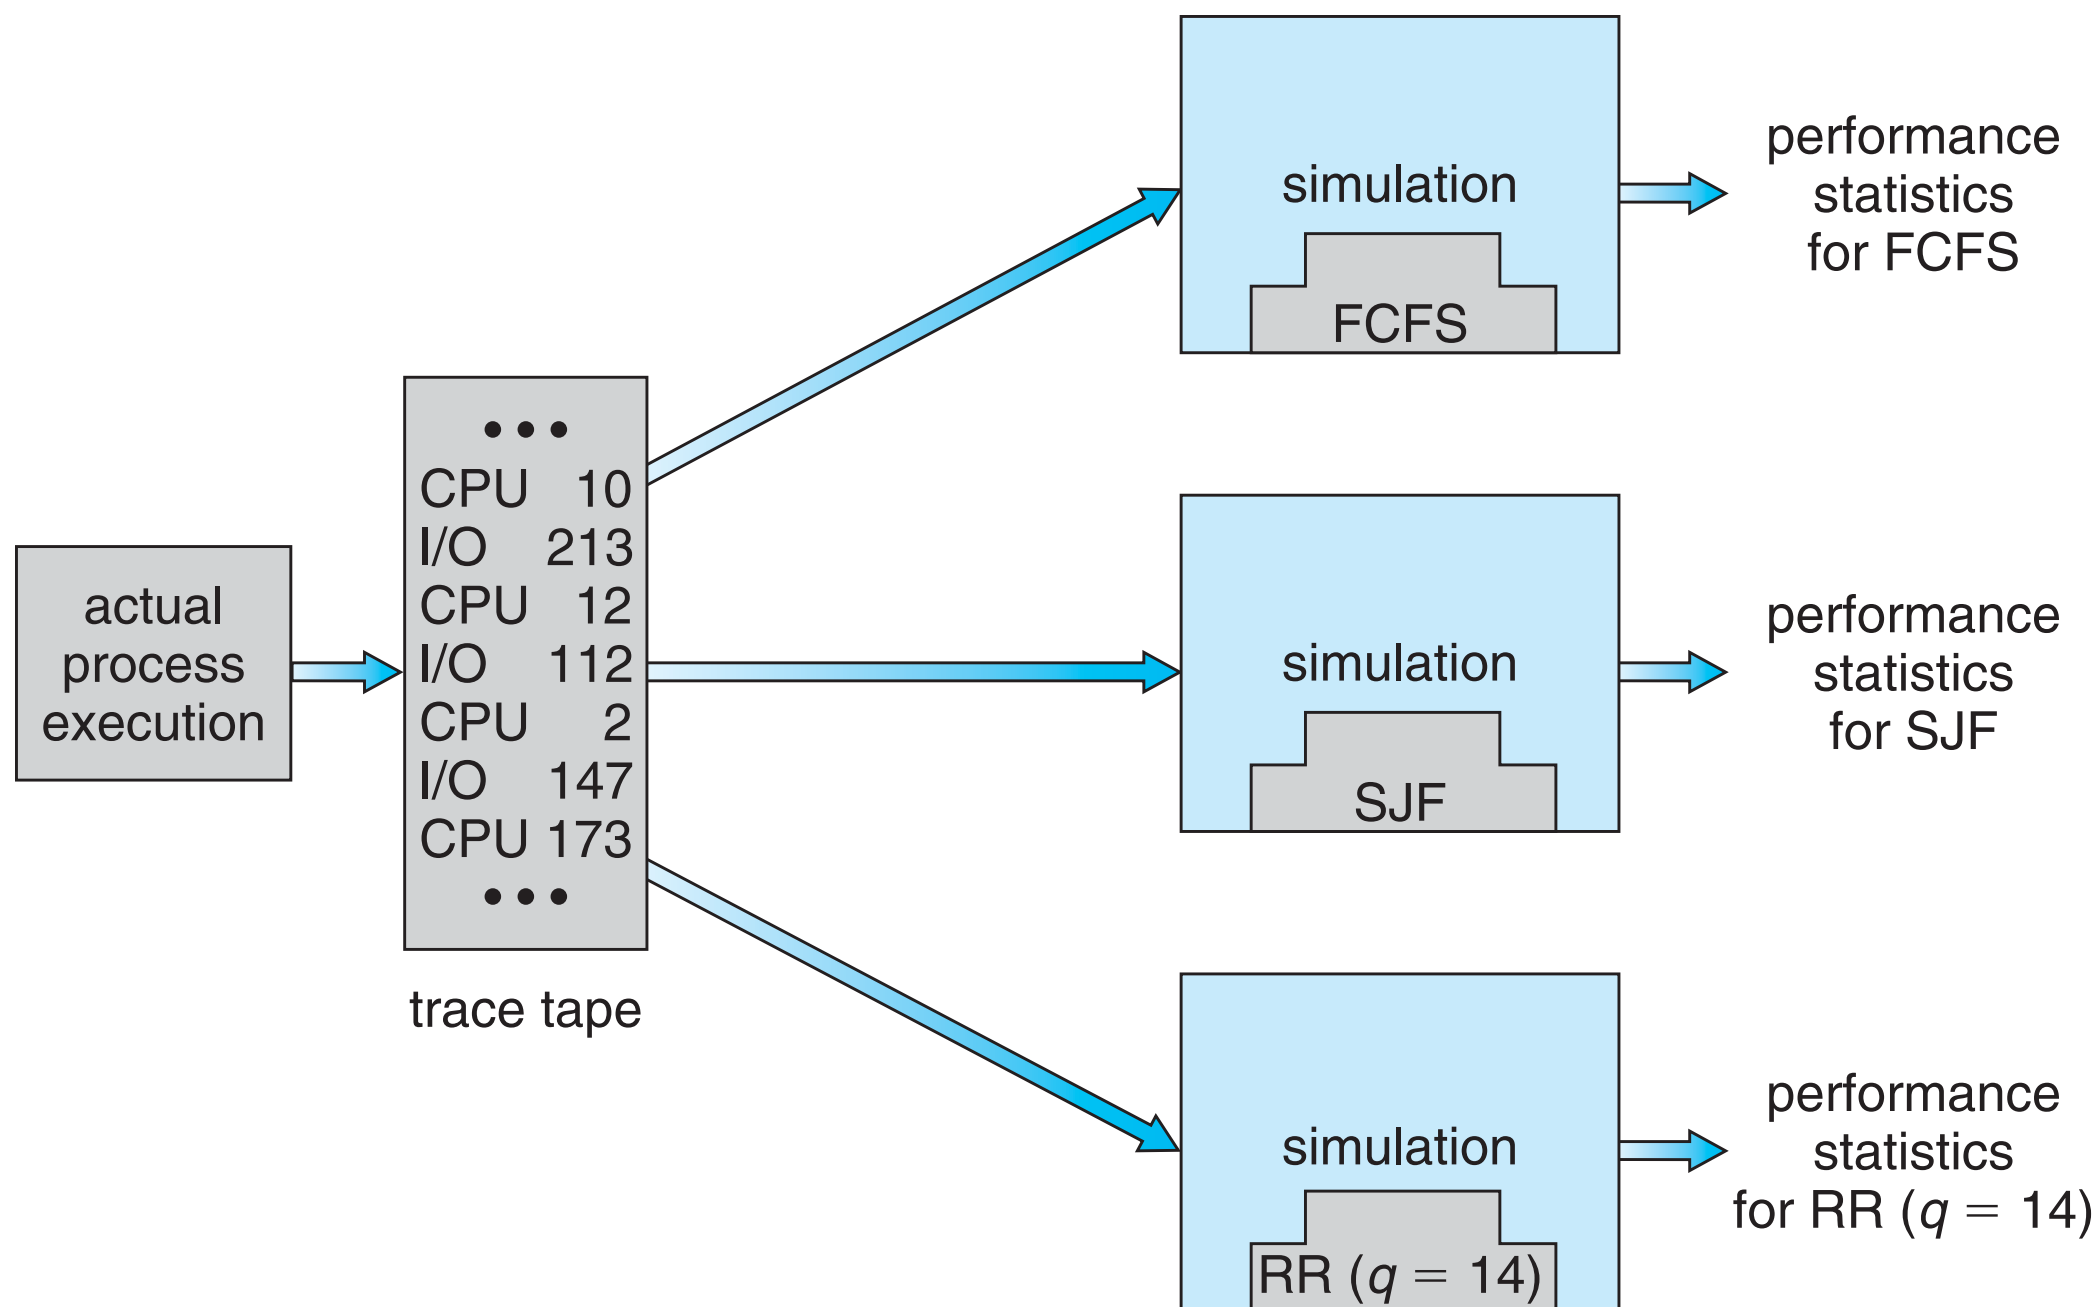 actual
process
execution
• • •
CPU 10
I/O 213
CPU 12
I/O 112
CPU 2
I/O 147
CPU 173
• • •
trace tape
simulation
FCFS
performance
statistics
for FCFS
simulation
SJF
performance
statistics
for SJF
simulation
RR (q = 14)
performance
statistics
for RR (q = 14)